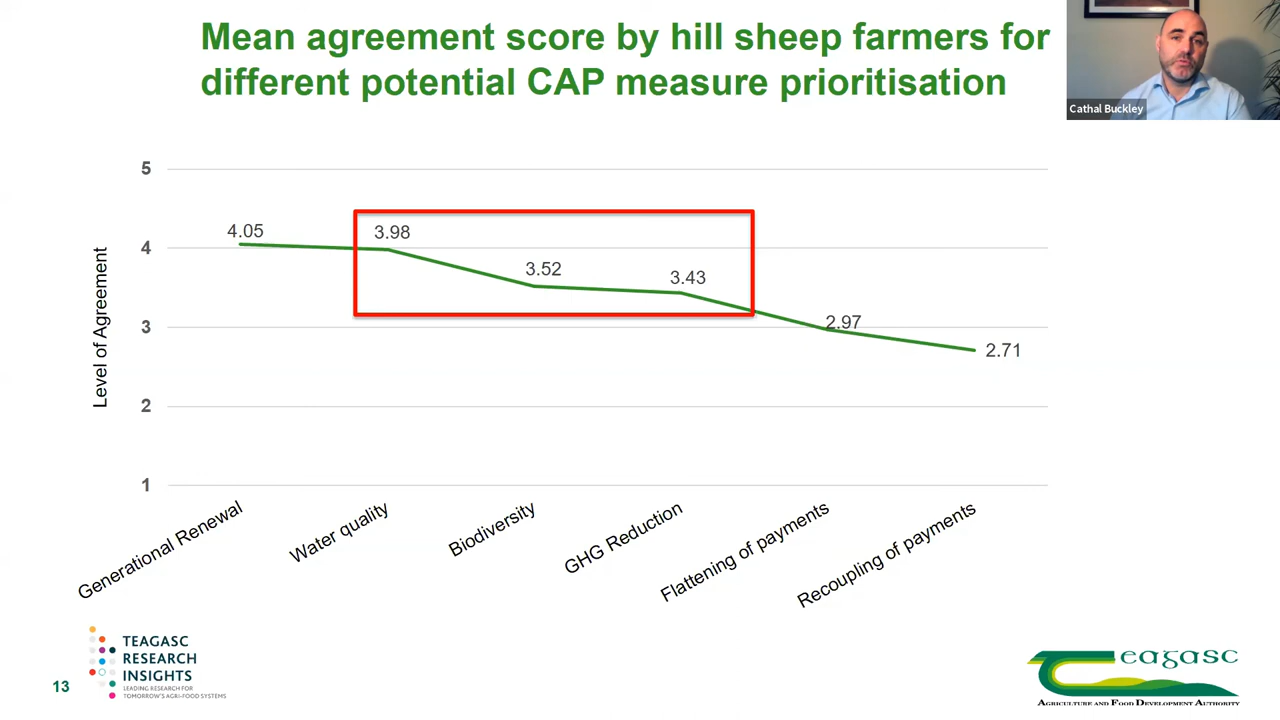 Mean agreement score by hill sheep farmers for
different potential CAP measure prioritisation
Cathal Buckley
Level of Agreement
5
4
3
2
1
4.05
3.98
3.52
3.43
2.97
2.71
Generational Renewal
Water quality
Biodiversity
GHG Reduction
Flattening of payments
Recoupling of payments
13
TEAGASC
RESEARCH
INSIGHTS
LEADING RESEARCH FOR
TOMORROW'S AGRI-FOOD SYSTEMS
Teagasc
AGRICULTURE AND FOOD DEVELOPMENT AUTHORITY